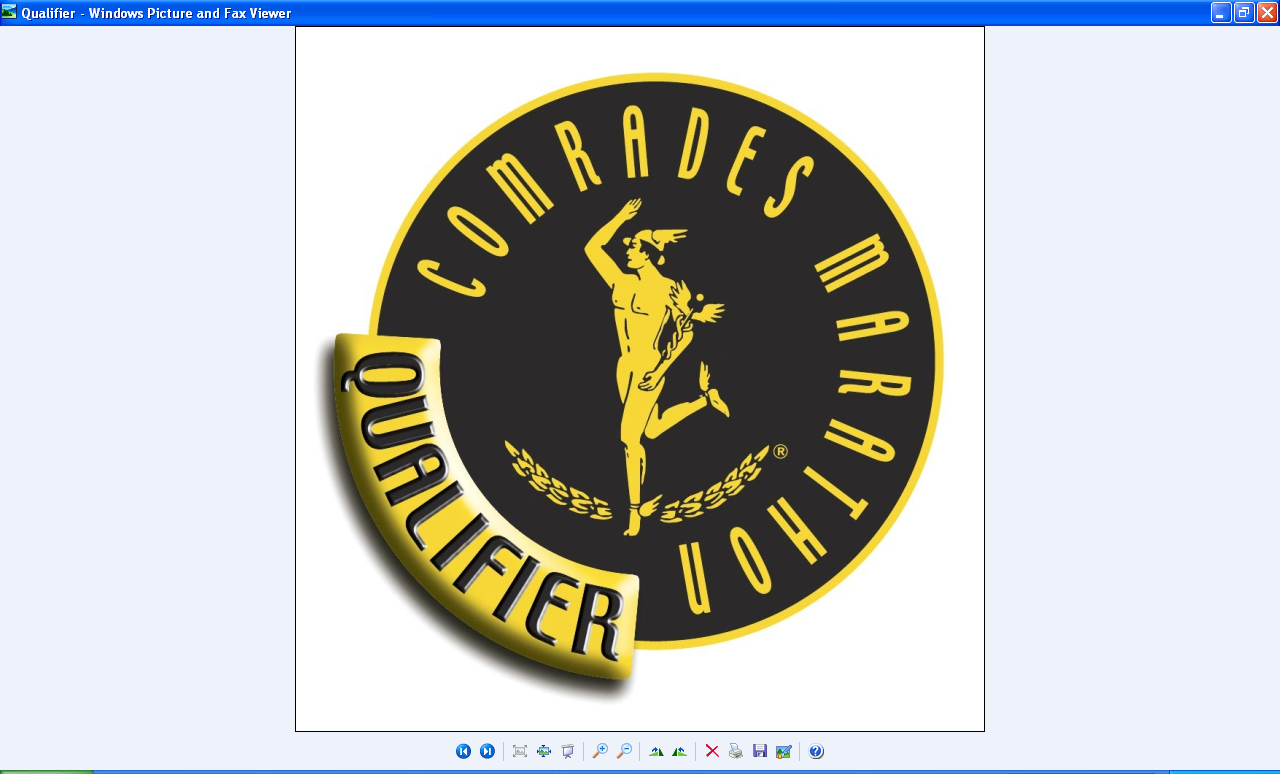 Qualifier - Windows Picture and Fax Viewer
COMRADES MARATHON
®
QUALIFIER